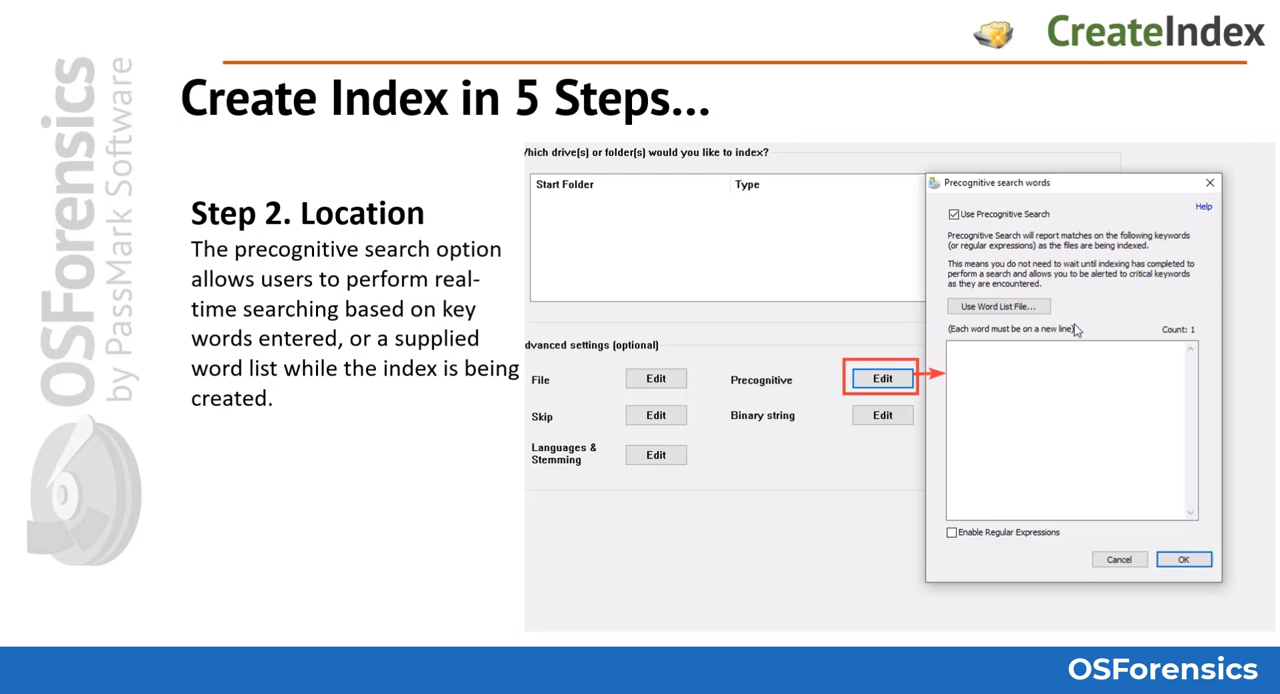 CreateIndex
OSForensics
by PassMark Software
Create Index in 5 Steps...
Step 2. Location
The precognitive search option
allows users to perform real-
time searching based on key
words entered, or a supplied
word list while the index is being
created.
hich drive(s) or folder(s) would you like to index?
Start Folder
Type
dvanced settings (optional)
File
Edit
Precognitive
Edit
Skip
Edit
Binary string
Edit
Languages &
Stemming
Edit
Precognitive search words
Help
Use Precognitive Search
Precognitive Search will report matches on the following keywords
(or regular expressions) as the files are being indexed.
This means you do not need to wait until indexing has completed to
perform a search and allows you to be alerted to critical keywords
as they are encountered.
Use Word List File...
(Each word must be on a new line)
Count: 1
Enable Regular Expressions
Cancel
OK
OSForensics